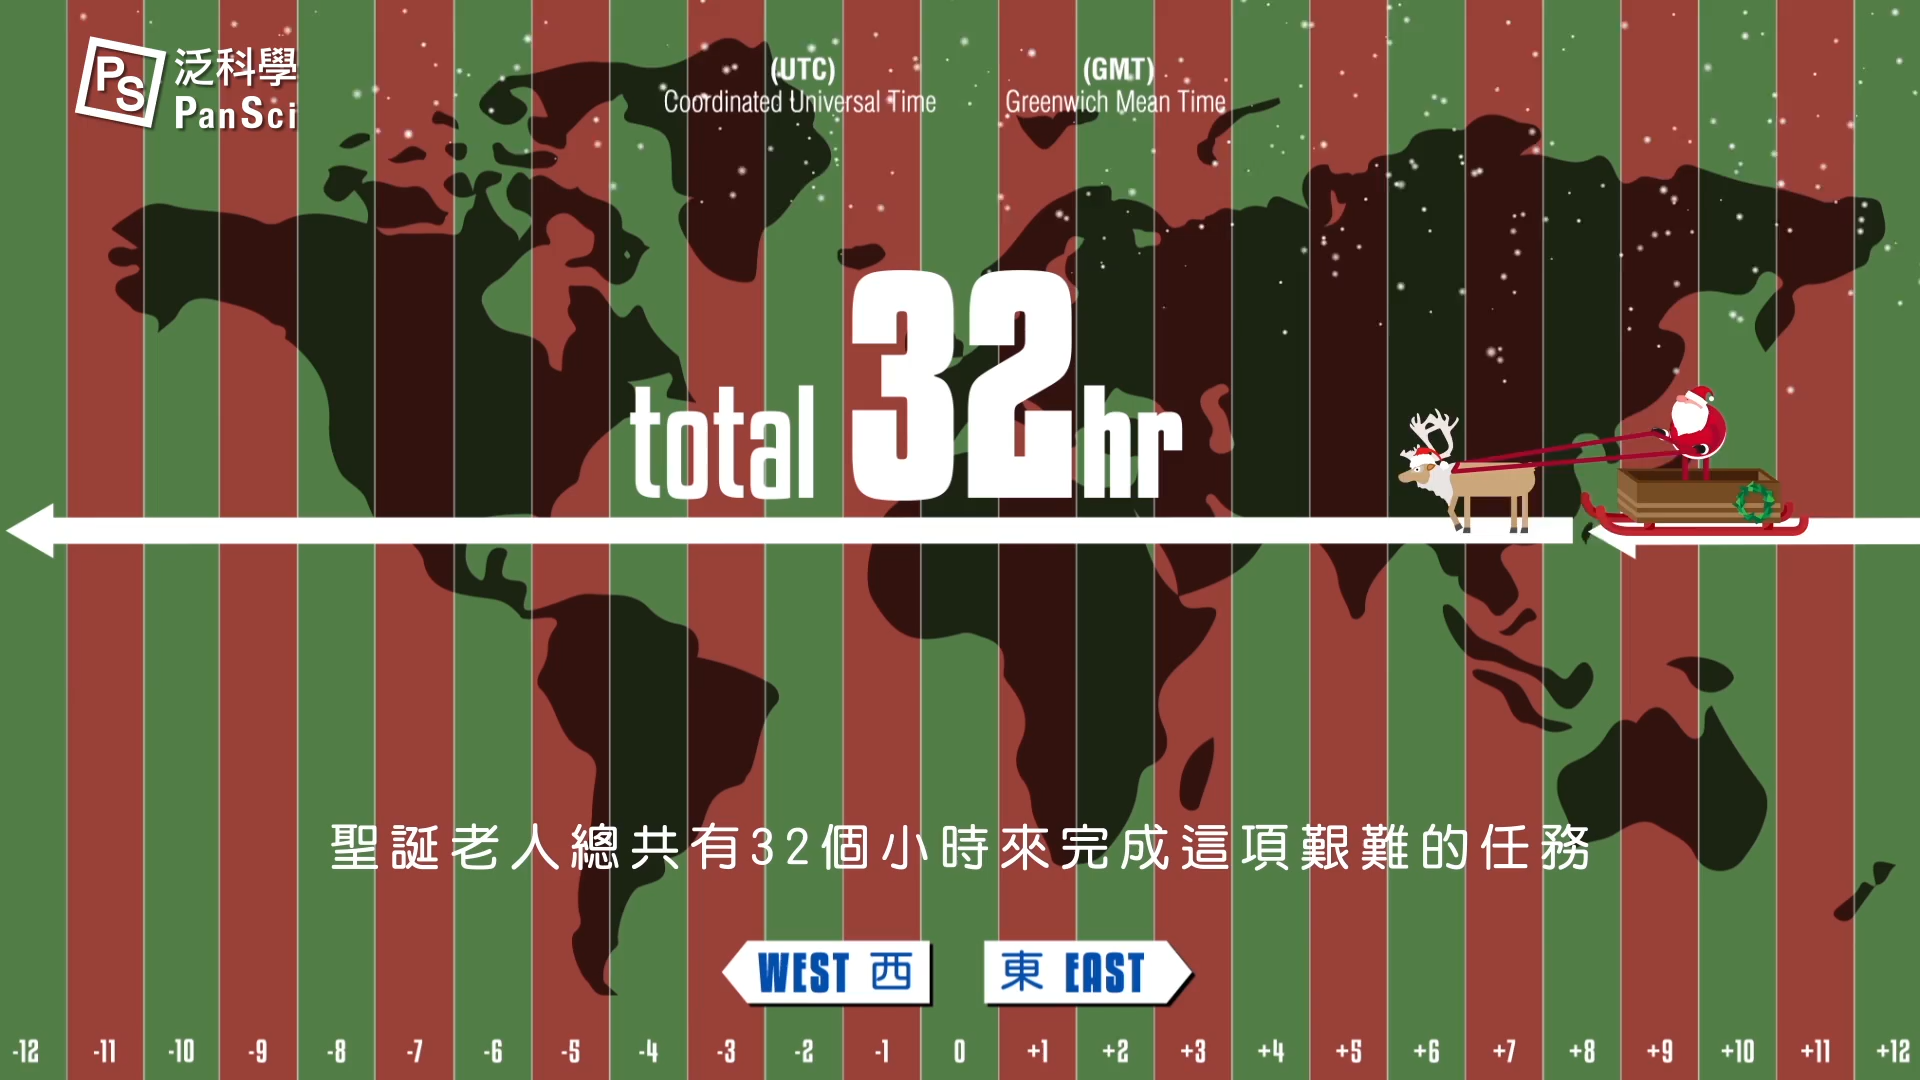 PS 泛科學
PanSci
(UTC)
Coordinated Universal Time
(GMT)
Greenwich Mean Time
total 32hr
聖誕老人總共有32個小時來完成這項艱難的任務
WEST 西
東 EAST
-12 -11 -10 -9 -8 -7 -6 -5 -4 -3 -2 -1 0 +1 +2 +3 +4 +5 +6 +7 +8 +9 +10 +11 +12